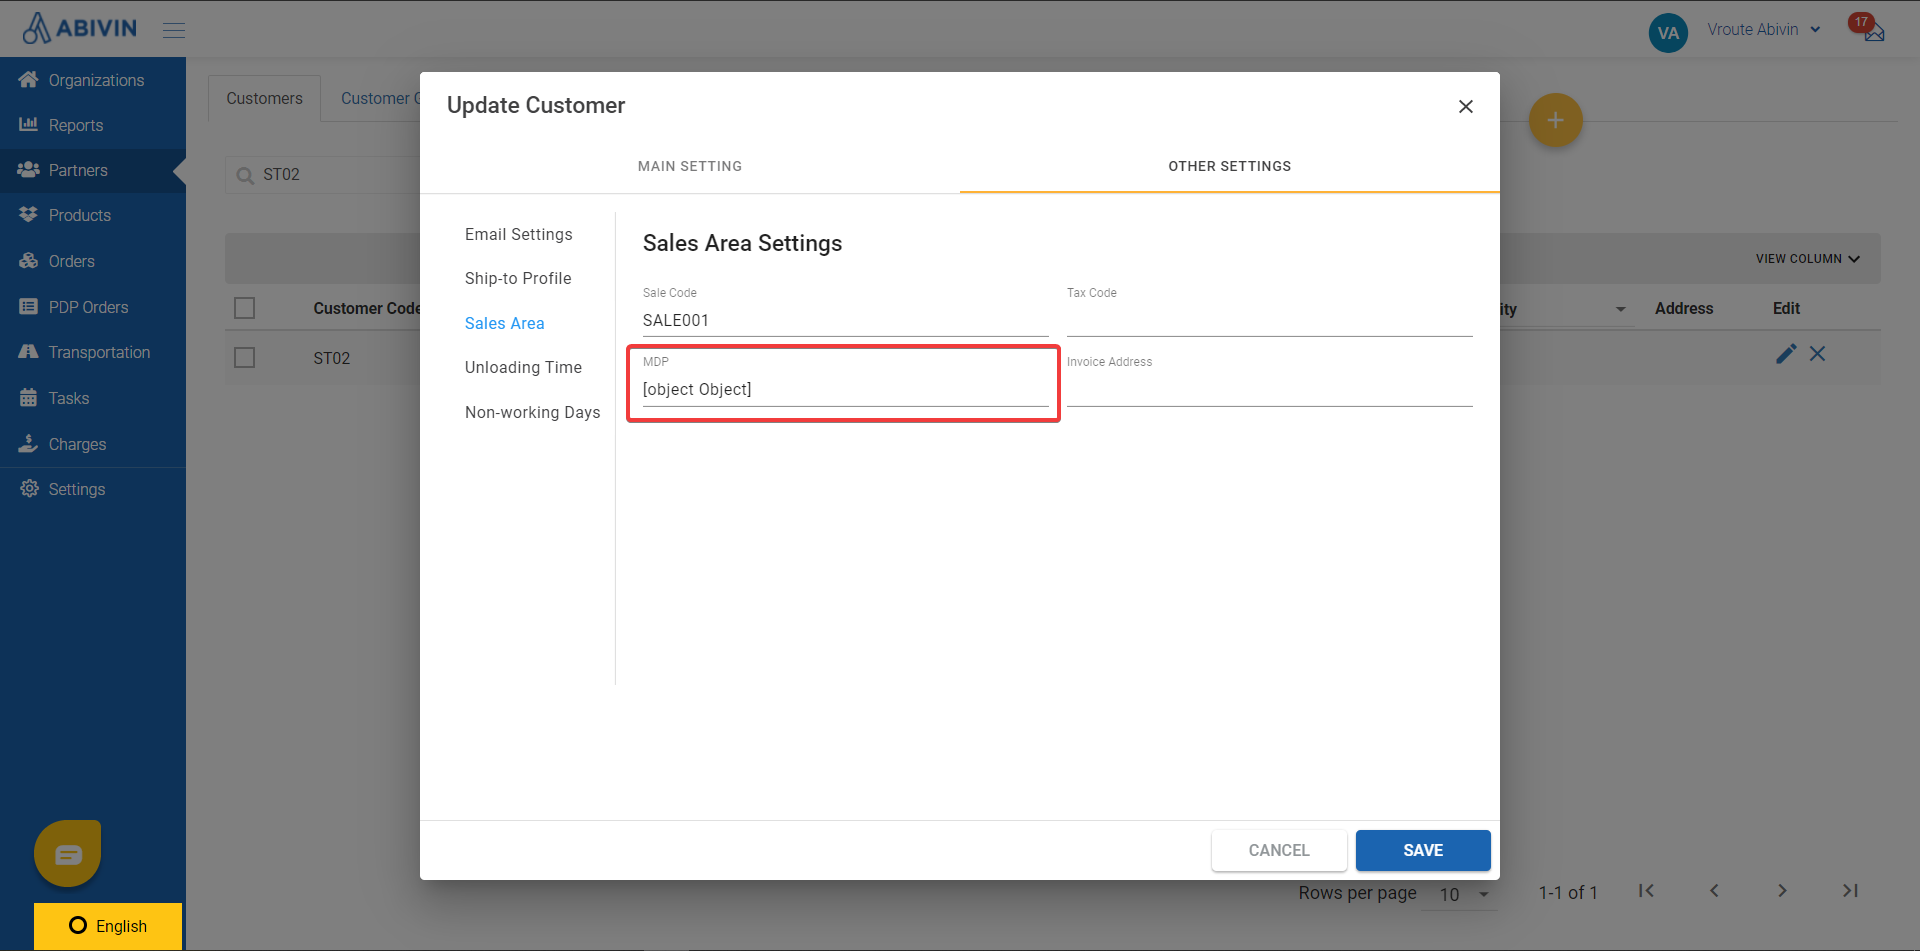 ABIVIN
VA
Vroute Abivin
17
Organizations
Reports
Partners
Products
Orders
PDP Orders
Transportation
Tasks
Charges
Settings
English
Customers
Customer G
ST02
VIEW COLUMN
Customer Code
ity
Address
Edit
ST02
Update Customer
MAIN SETTING
OTHER SETTINGS
Email Settings
Ship-to Profile
Sales Area
Unloading Time
Non-working Days
Sales Area Settings
Sale Code
SALE001
Tax Code
MDP
[object Object]
Invoice Address
CANCEL
SAVE
Rows per page
10
1-1 of 1